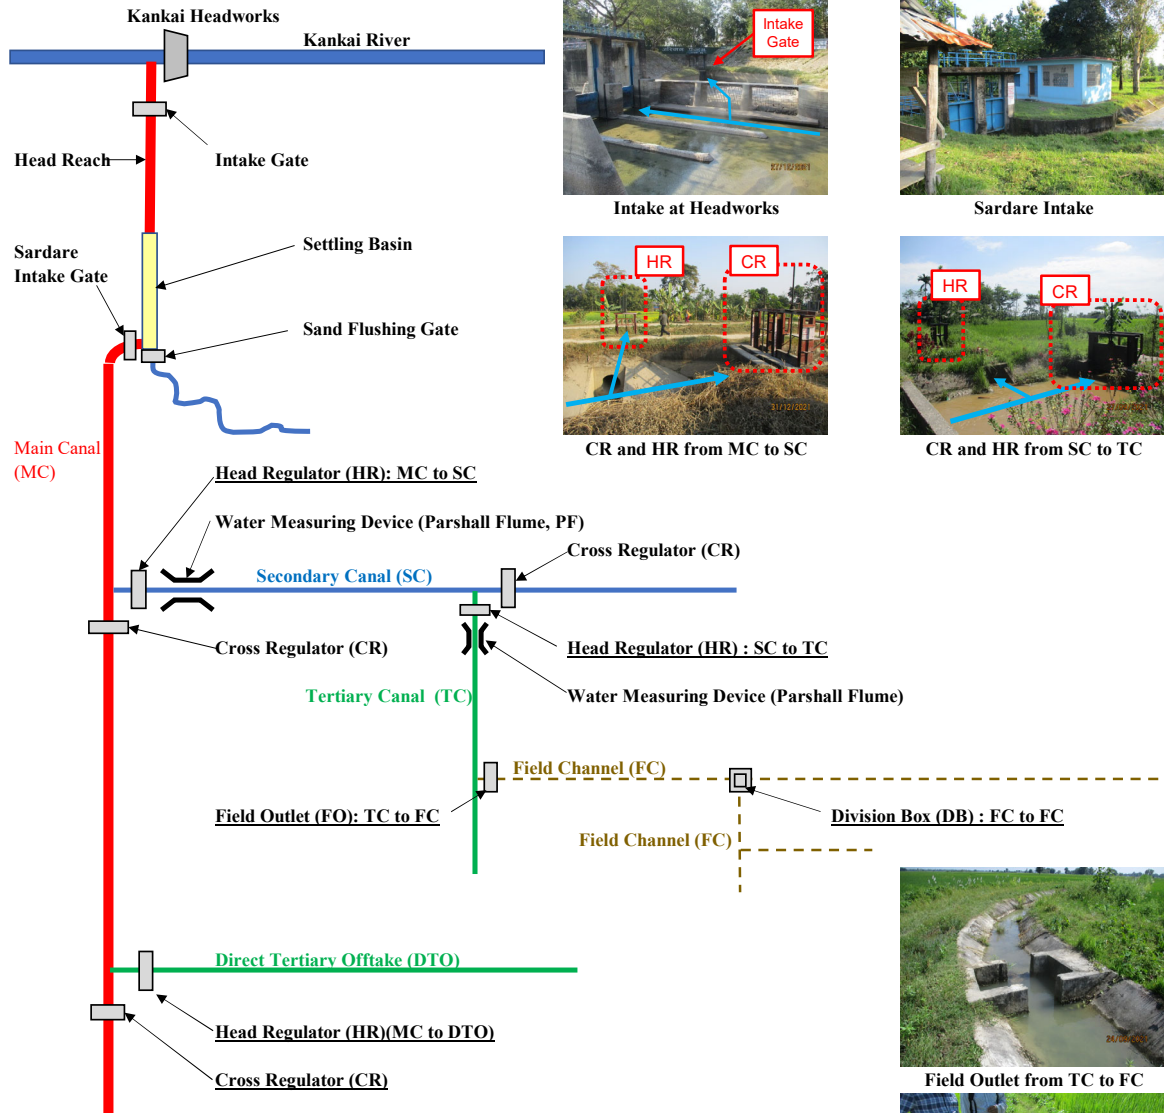 Kankai Headworks
Kankai River
Head Reach
Intake Gate
Sardare
Intake Gate
Settling Basin
Sand Flushing Gate
Main Canal
(MC)
Head Regulator (HR): MC to SC
Water Measuring Device (Parshall Flume, PF)
Secondary Canal (SC)
Cross Regulator (CR)
Cross Regulator (CR)
Head Regulator (HR) : SC to TC
Tertiary Canal (TC)
Water Measuring Device (Parshall Flume)
Field Channel (FC)
Field Outlet (FO): TC to FC
Division Box (DB) : FC to FC
Field Channel (FC)
Direct Tertiary Offtake (DTO)
Head Regulator (HR)(MC to DTO)
Cross Regulator (CR)
Intake
Gate
Intake at Headworks
Sardare Intake
HR
CR
31/12/2021
CR and HR from MC to SC
HR
CR
CR and HR from SC to TC
Field Outlet from TC to FC